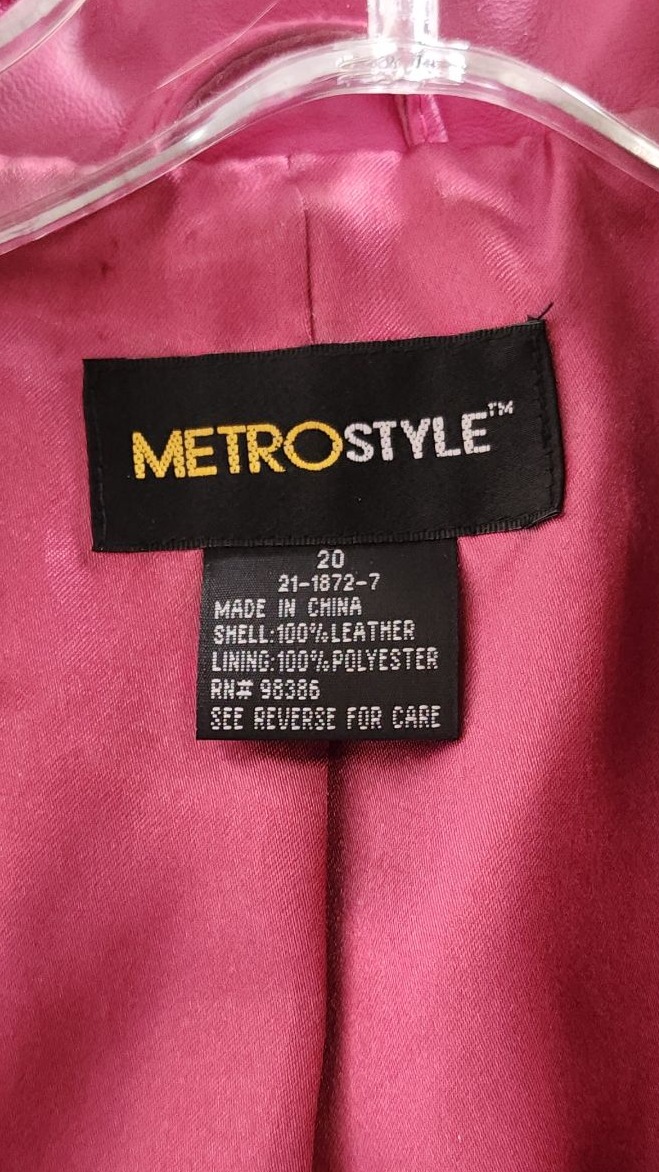 METROSTYLE™
20
21-1872-7
MADE IN CHINA
SHELL:100%LEATHER
LINING:100%POLYESTER
RN# 98386
SEE REVERSE FOR CARE